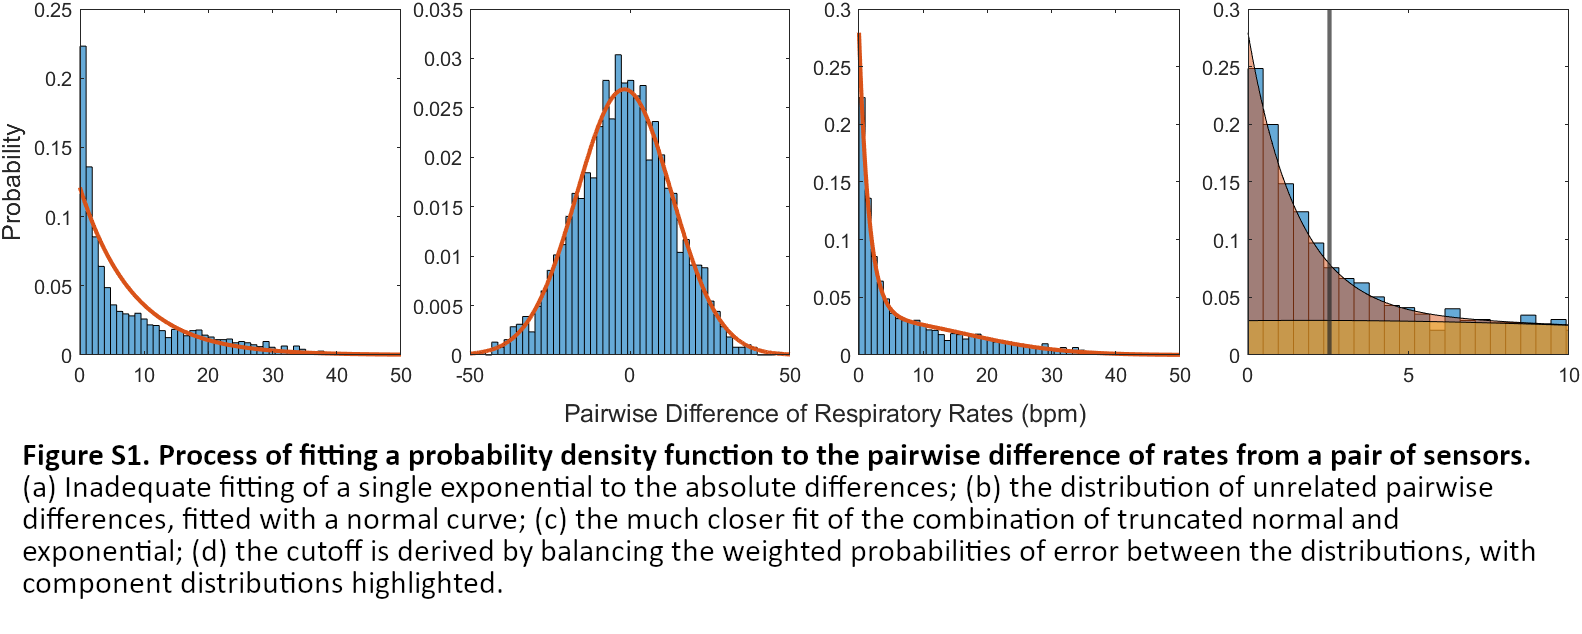 0.25
0.2
0.15
0.1
0.05
0
0 10 20 30 40 50
0.035
0.03
0.025
0.02
0.015
0.01
0.005
0
-50 0 50
0.3
0.25
0.2
0.15
0.1
0.05
0
0 10 20 30 40 50
0.3
0.25
0.2
0.15
0.1
0.05
0
0 5 10
Probability
Pairwise Difference of Respiratory Rates (bpm)
Figure S1. Process of fitting a probability density function to the pairwise difference of rates from a pair of sensors.
(a) Inadequate fitting of a single exponential to the absolute differences; (b) the distribution of unrelated pairwise
differences, fitted with a normal curve; (c) the much closer fit of the combination of truncated normal and
exponential; (d) the cutoff is derived by balancing the weighted probabilities of error between the distributions, with
component distributions highlighted.